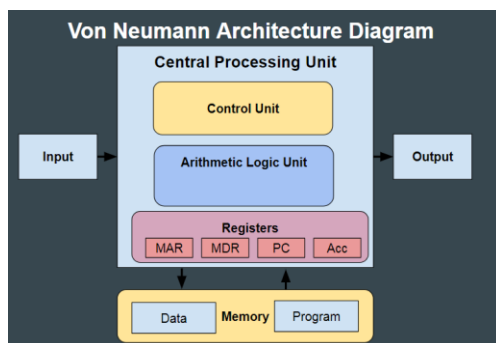 Von Neumann Architecture Diagram
Central Processing Unit
Control Unit
Input
Arithmetic Logic Unit
Output
Registers
MAR MDR PC Acc
Data Memory Program